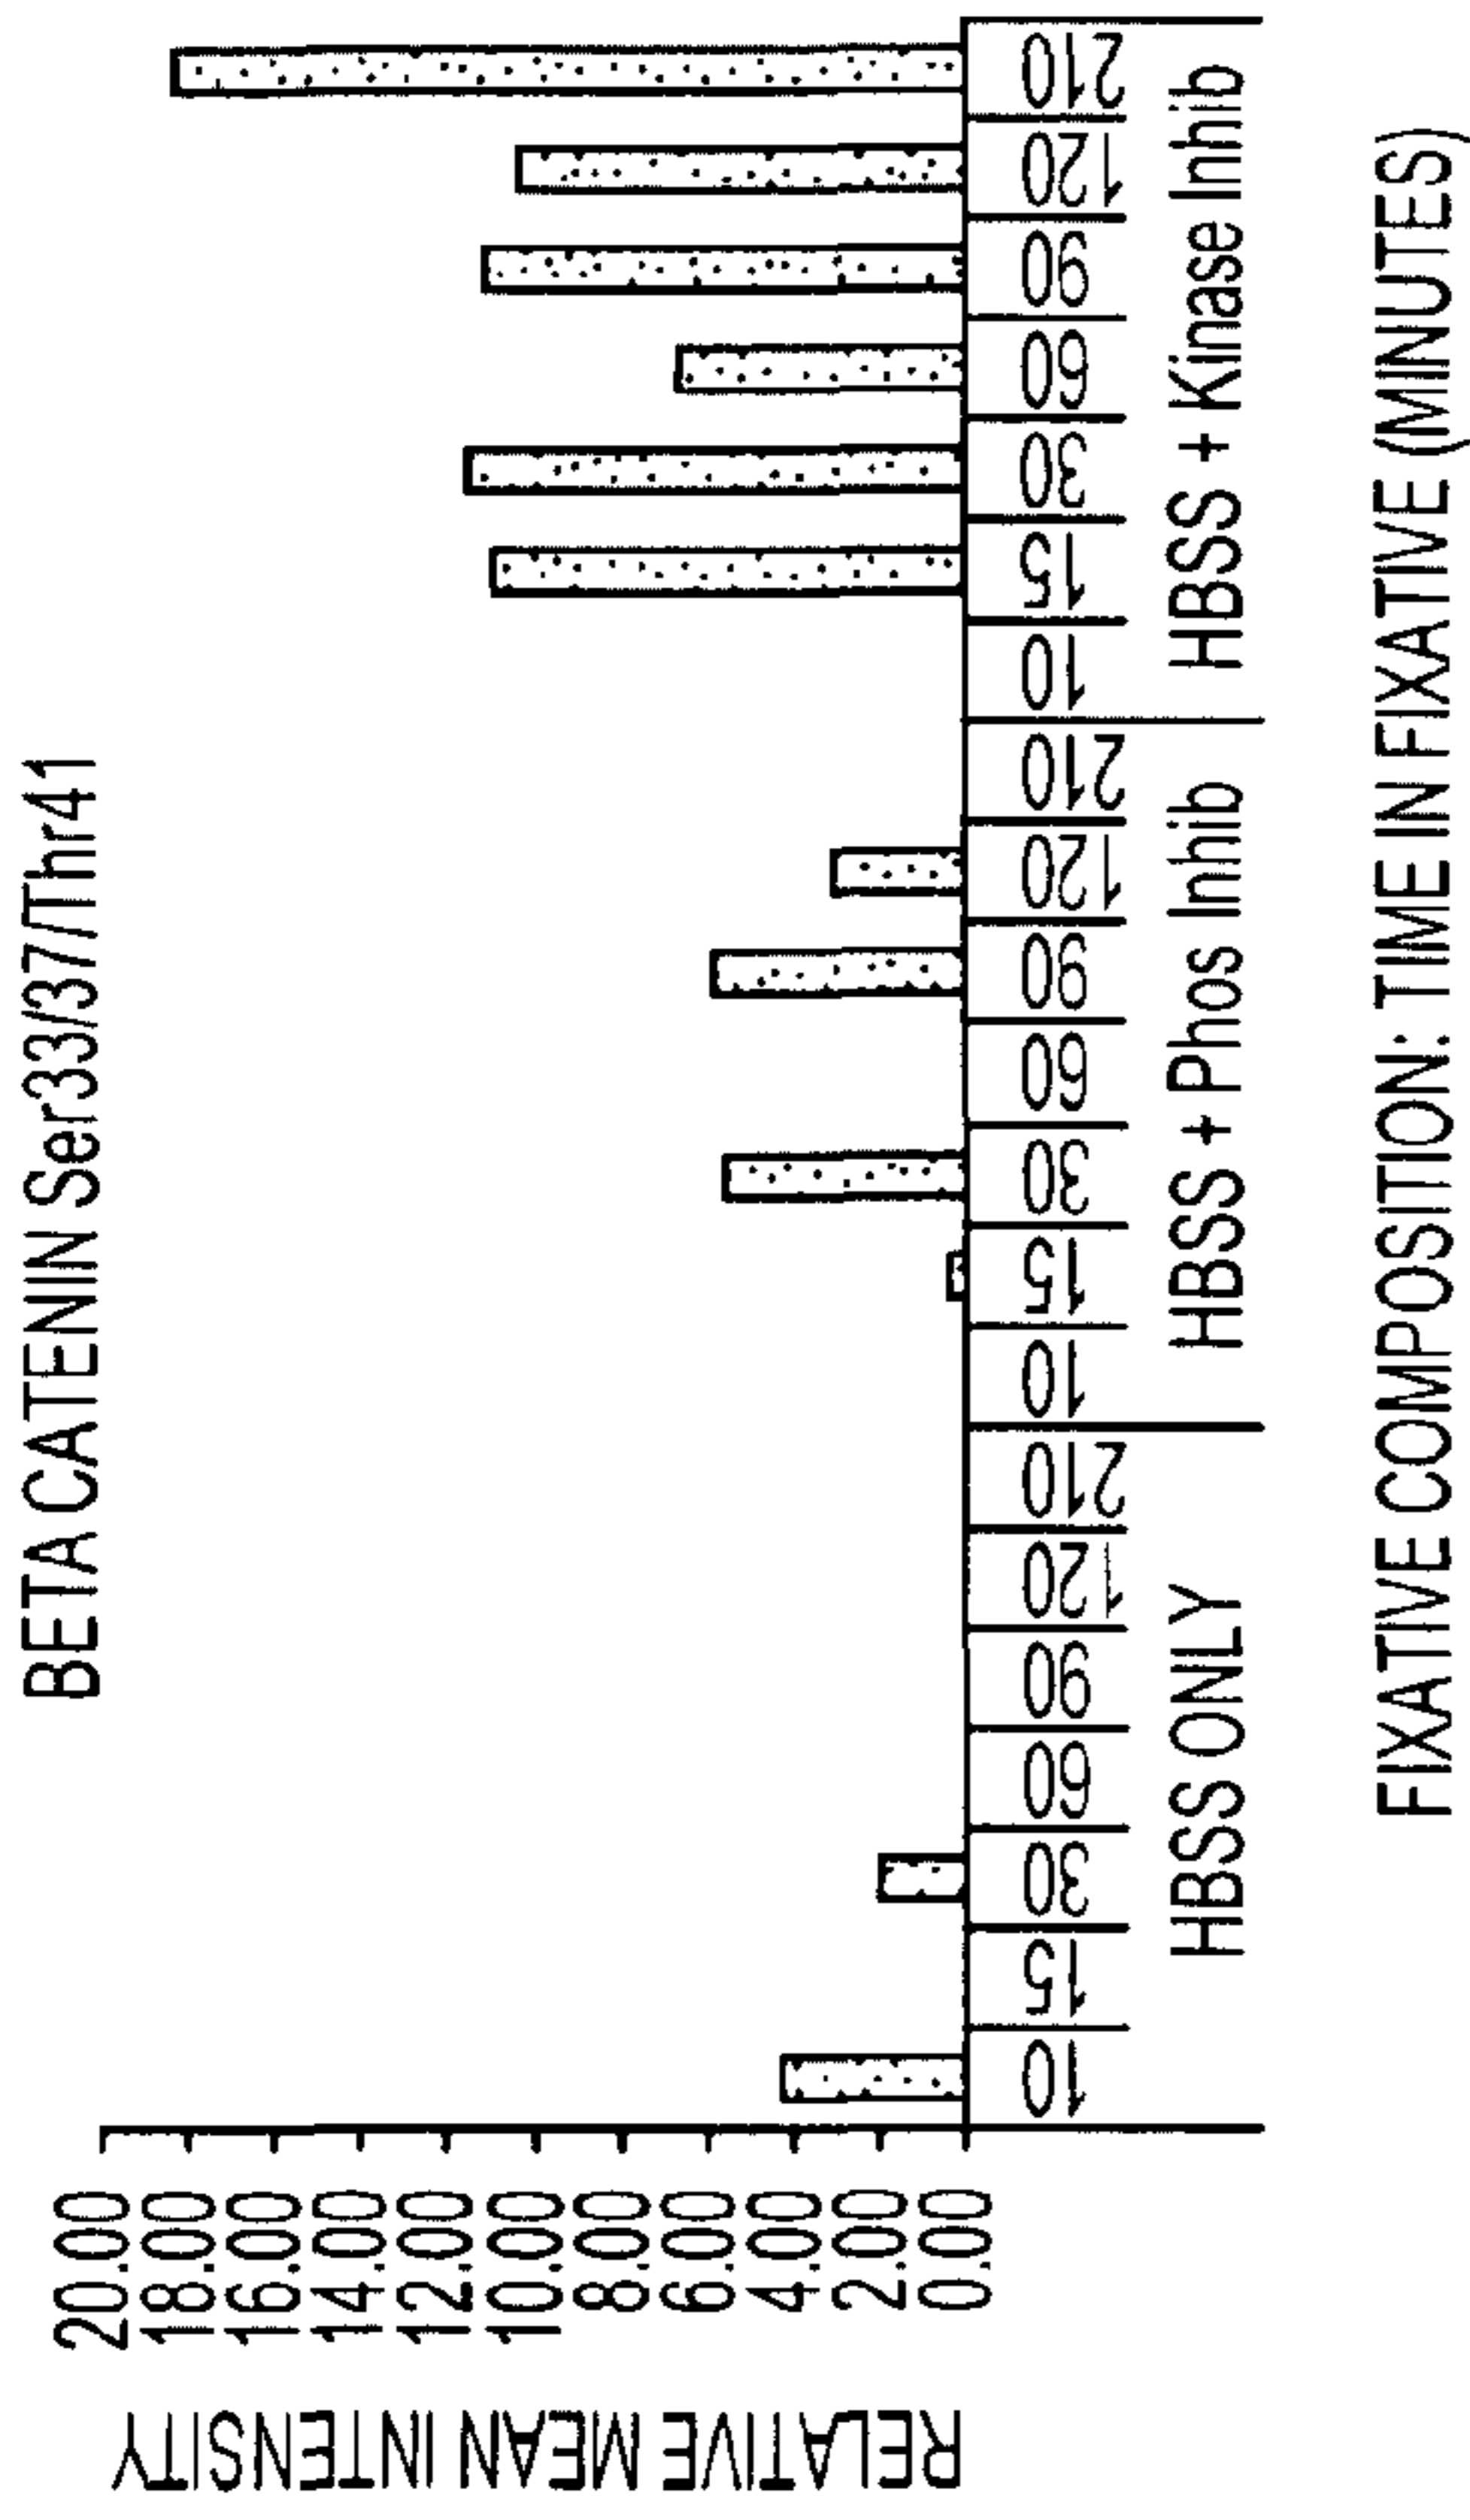 BETA CATENIN Ser33/37/Thr41
RELATIVE MEAN INTENSITY
20.00
18.00
16.00
14.00
12.00
10.00
8.00
6.00
4.00
2.00
0.00
10 15 30 60 90 120 210 10 15 30 60 90 120 210 10 15 30 60 90 120 210
HBSS ONLY HBSS + Phos Inhib HBSS + Kinase Inhib
FIXATIVE COMPOSITION: TIME IN FIXATIVE (MINUTES)